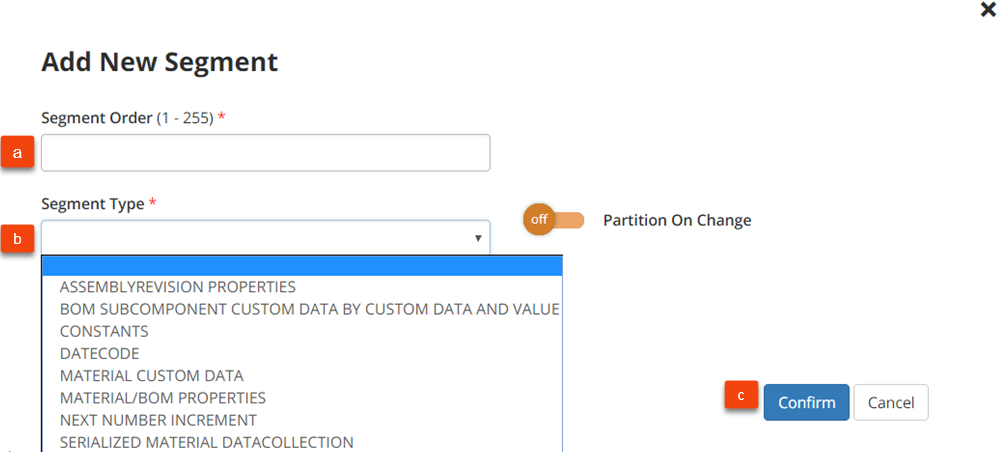 Add New Segment
Segment Order (1 - 255) *
a
Segment Type *
b
off
Partition On Change
ASSEMBLYREVISION PROPERTIES
BOM SUBCOMPONENT CUSTOM DATA BY CUSTOM DATA AND VALUE
CONSTANTS
DATECODE
MATERIAL CUSTOM DATA
MATERIAL/BOM PROPERTIES
NEXT NUMBER INCREMENT
SERIALIZED MATERIAL DATACOLLECTION
c
Confirm
Cancel